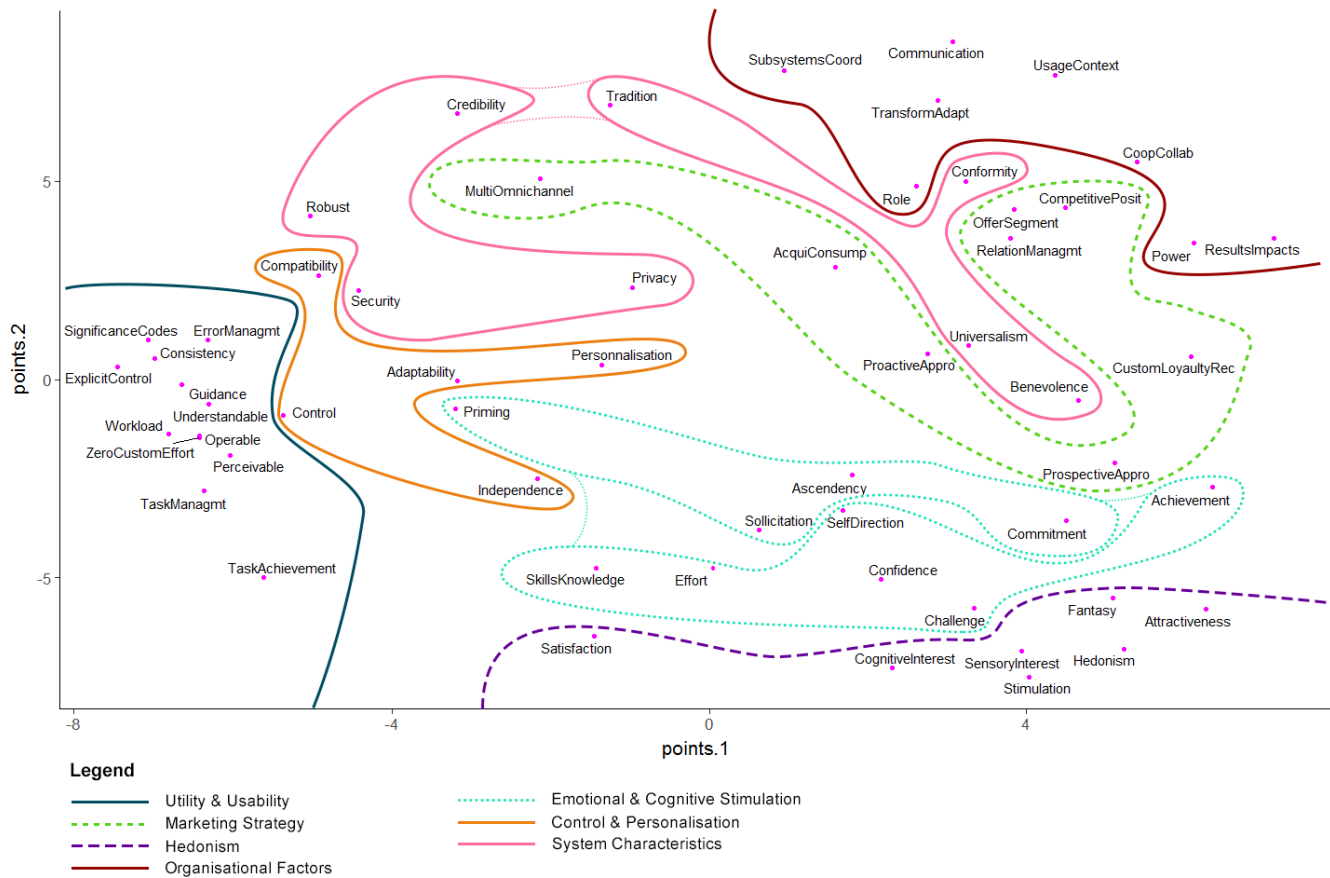 Communication
SubsystemsCoord
UsageContext
Credibility
Tradition
TransformAdapt
CoopCollab
Conformity
MultiOmnichannel
Role
CompetitivePosit
5
Robust
OfferSegment
AcquiConsump
RelationManagmt
Power
ResultsImpacts
Compatibility
Security
Privacy
SignificanceCodes
ErrorManagmt
Universalism
Consistency
Personnalisation
ProactiveAppro
CustomLoyaultyRec
points.2
0
ExplicitControl
Adaptability
Benevolence
Guidance
Understandable
Control
Priming
Workload
Operable
ZeroCustomEffort
Perceivable
ProspectiveAppro
TaskManagmt
Independence
Ascendency
Achievement
Sollicitation
SelfDirection
Commitment
TaskAchievement
-5
SkillsKnowledge
Effort
Confidence
Fantasy
Challenge
Attractiveness
Satisfaction
CognitiveInterest
SensoryInterest
Hedonism
Stimulation
-8
-4
0
4
points.1
Legend
Utility & Usability
Marketing Strategy
Hedonism
Organisational Factors
Emotional & Cognitive Stimulation
Control & Personalisation
System Characteristics